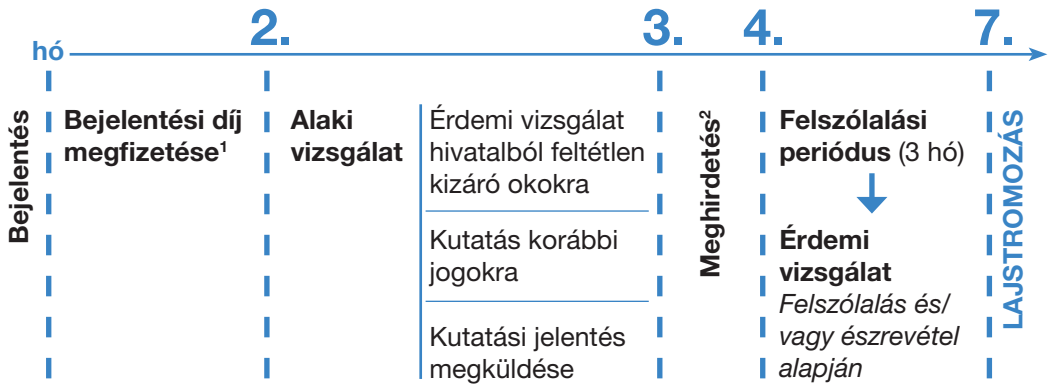 hó
2.
3.
4.
7.
Bejelentés
Bejelentési díj
megfizetése¹
Alaki
vizsgálat
Érdemi vizsgálat
hivatalból feltétlen
kizáró okokra
Kutatás korábbi
jogokra
Kutatási jelentés
megküldése
Meghirdetés²
Felszólalási
periódus (3 hó)
Érdemi
vizsgálat
Felszólalás és/
vagy észrevétel
alapján
LAJSTROMOZÁS